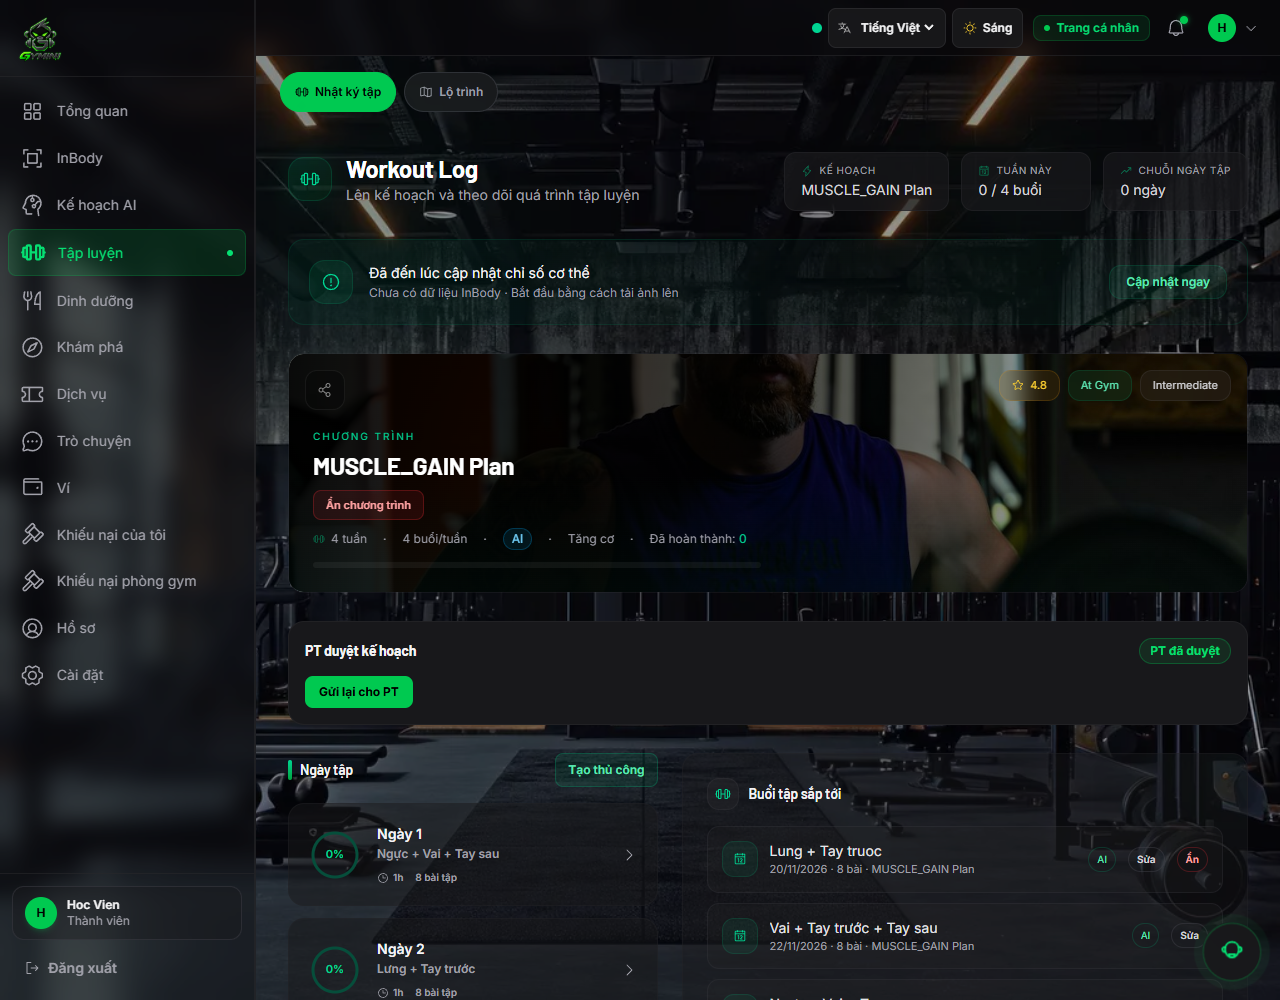 GYMINI
Tổng quan
InBody
Kế hoạch AI
Tập luyện
Dinh dưỡng
Khám phá
Dịch vụ
Trò chuyện
Ví
Khiếu nại của tôi
Khiếu nại phòng gym
Hồ sơ
Cài đặt
H
Hoc Vien
Thành viên
Đăng xuất
Tiếng Việt
Sáng
Trang cá nhân
H
Nhật ký tập
Lộ trình
Workout Log
Lên kế hoạch và theo dõi quá trình tập luyện
KẾ HOẠCH
MUSCLE_GAIN Plan
TUẦN NÀY
0 / 4 buổi
CHUỖI NGÀY TẬP
0 ngày
Đã đến lúc cập nhật chỉ số cơ thể
Chưa có dữ liệu InBody · Bắt đầu bằng cách tải ảnh lên
Cập nhật ngay
4.8
At Gym
Intermediate
CHƯƠNG TRÌNH
MUSCLE_GAIN Plan
Ẩn chương trình
4 tuần · 4 buổi/tuần · AI · Tăng cơ · Đã hoàn thành: 0
PT duyệt kế hoạch
PT đã duyệt
Gửi lại cho PT
Ngày tập
Tạo thủ công
0%
Ngày 1
Ngực + Vai + Tay sau
1h 8 bài tập
0%
Ngày 2
Lưng + Tay trước
1h 8 bài tập
Buổi tập sắp tới
Lung + Tay truoc
20/11/2026 · 8 bài · MUSCLE_GAIN Plan
AI
Sửa
Ẩn
Vai + Tay trước + Tay sau
22/11/2026 · 8 bài · MUSCLE_GAIN Plan
AI
Sửa